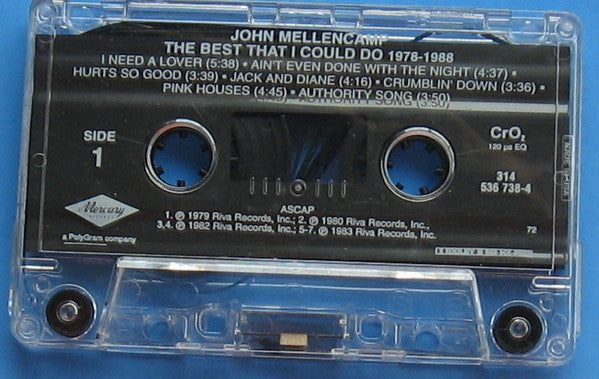 JOHN MELLENCAMP
THE BEST THAT I COULD DO 1978-1988
I NEED A LOVER (5:38) • AIN'T EVEN DONE WITH THE NIGHT (4:37) •
HURTS SO GOOD (3:39) • JACK AND DIANE (4:16) • CRUMBLIN' DOWN (3:36) •
PINK HOUSES (4:45) • AUTHORITY SONG (3:50)
SIDE
1
CrO₂
120 µs EQ
314
536 738-4
Mercury
a PolyGram company
ASCAP
1. ℗ 1979 Riva Records, Inc.; 2. ℗ 1980 Riva Records, Inc.,
3,4. ℗ 1982 Riva Records, Inc.; 5-7. ℗ 1983 Riva Records, Inc.
72